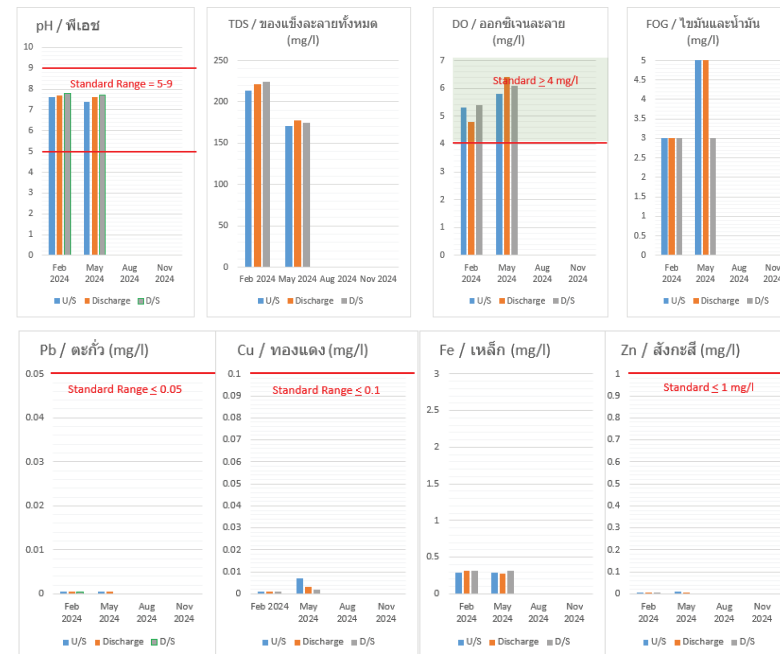 pH / พีเอช
10
9
Standard Range = 5-9
8
7
6
5
4
3
2
1
0
Feb 2024
May 2024
Aug 2024
Nov 2024
U/S Discharge D/S
TDS / ของแข็งละลายทั้งหมด
(mg/l)
250
200
150
100
50
0
Feb 2024 May 2024 Aug 2024 Nov 2024
U/S Discharge D/S
DO / ออกซิเจนละลาย
(mg/l)
7
Standard ≥ 4 mg/l
6
5
4
3
2
1
0
Feb 2024
May 2024
Aug 2024
Nov 2024
U/S Discharge D/S
FOG / ไขมันและน้ำมัน
(mg/l)
5
4.5
4
3.5
3
2.5
2
1.5
1
0.5
0
Feb 2024
May 2024
Aug 2024
Nov 2024
U/S Discharge D/S
Pb / ตะกั่ว (mg/l)
0.05
Standard Range ≤ 0.05
0.04
0.03
0.02
0.01
0
Feb 2024
May 2024
Aug 2024
Nov 2024
U/S Discharge D/S
Cu / ทองแดง (mg/l)
0.1
Standard Range ≤ 0.1
0.09
0.08
0.07
0.06
0.05
0.04
0.03
0.02
0.01
0
Feb 2024
May 2024
Aug 2024
Nov 2024
U/S Discharge D/S
Fe / เหล็ก (mg/l)
3
2.5
2
1.5
1
0.5
0
Feb 2024
May 2024
Aug 2024
Nov 2024
U/S Discharge D/S
Zn / สังกะสี (mg/l)
1
Standard ≤ 1 mg/l
0.9
0.8
0.7
0.6
0.5
0.4
0.3
0.2
0.1
0
Feb 2024
May 2024
Aug 2024
Nov 2024
U/S Discharge D/S